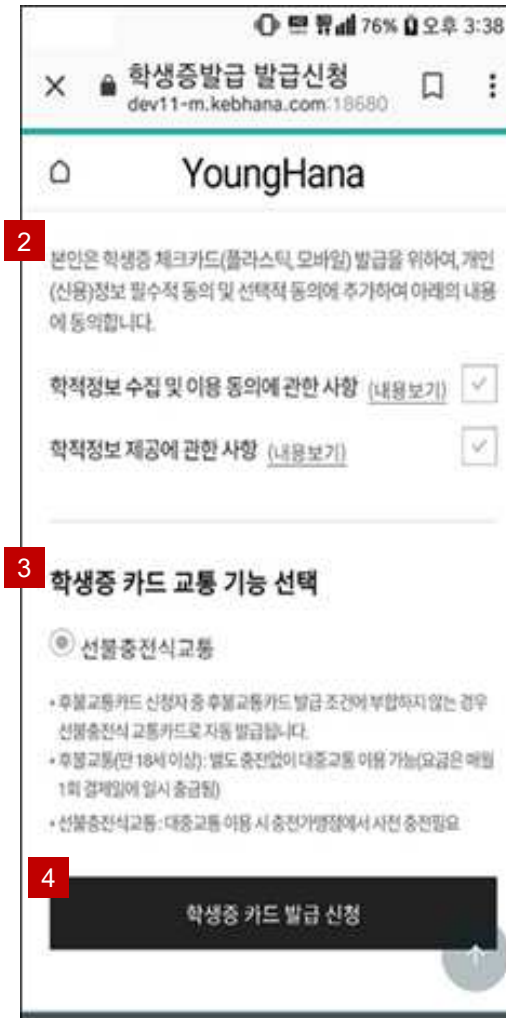 76% 오후 3:38
학생증발급 발급신청
dev11-m.kebhana.com:18680
YoungHana
2
본인은 학생증 체크카드(플라스틱, 모바일) 발급을 위하여, 개인
(신용)정보 필수적 동의 및 선택적 동의에 추가하여 아래의 내용
에 동의합니다.
학적정보 수집 및 이용 동의에 관한 사항 (내용보기)
학적정보 제공에 관한 사항 (내용보기)
3
학생증 카드 교통 기능 선택
선불충전식교통
• 후불교통카드 신청자 중 후불교통카드 발급 조건에 부합하지 않는 경우
선불충전식 교통카드로 자동 발급됩니다.
• 후불교통(만 18세 이상) : 별도 충전없이 대중교통 이용 가능(요금은 매월
1회 결제일에 일시 출금됨)
• 선불충전식교통 : 대중교통 이용 시 충전가맹점에서 사전 충전필요
4
학생증 카드 발급 신청